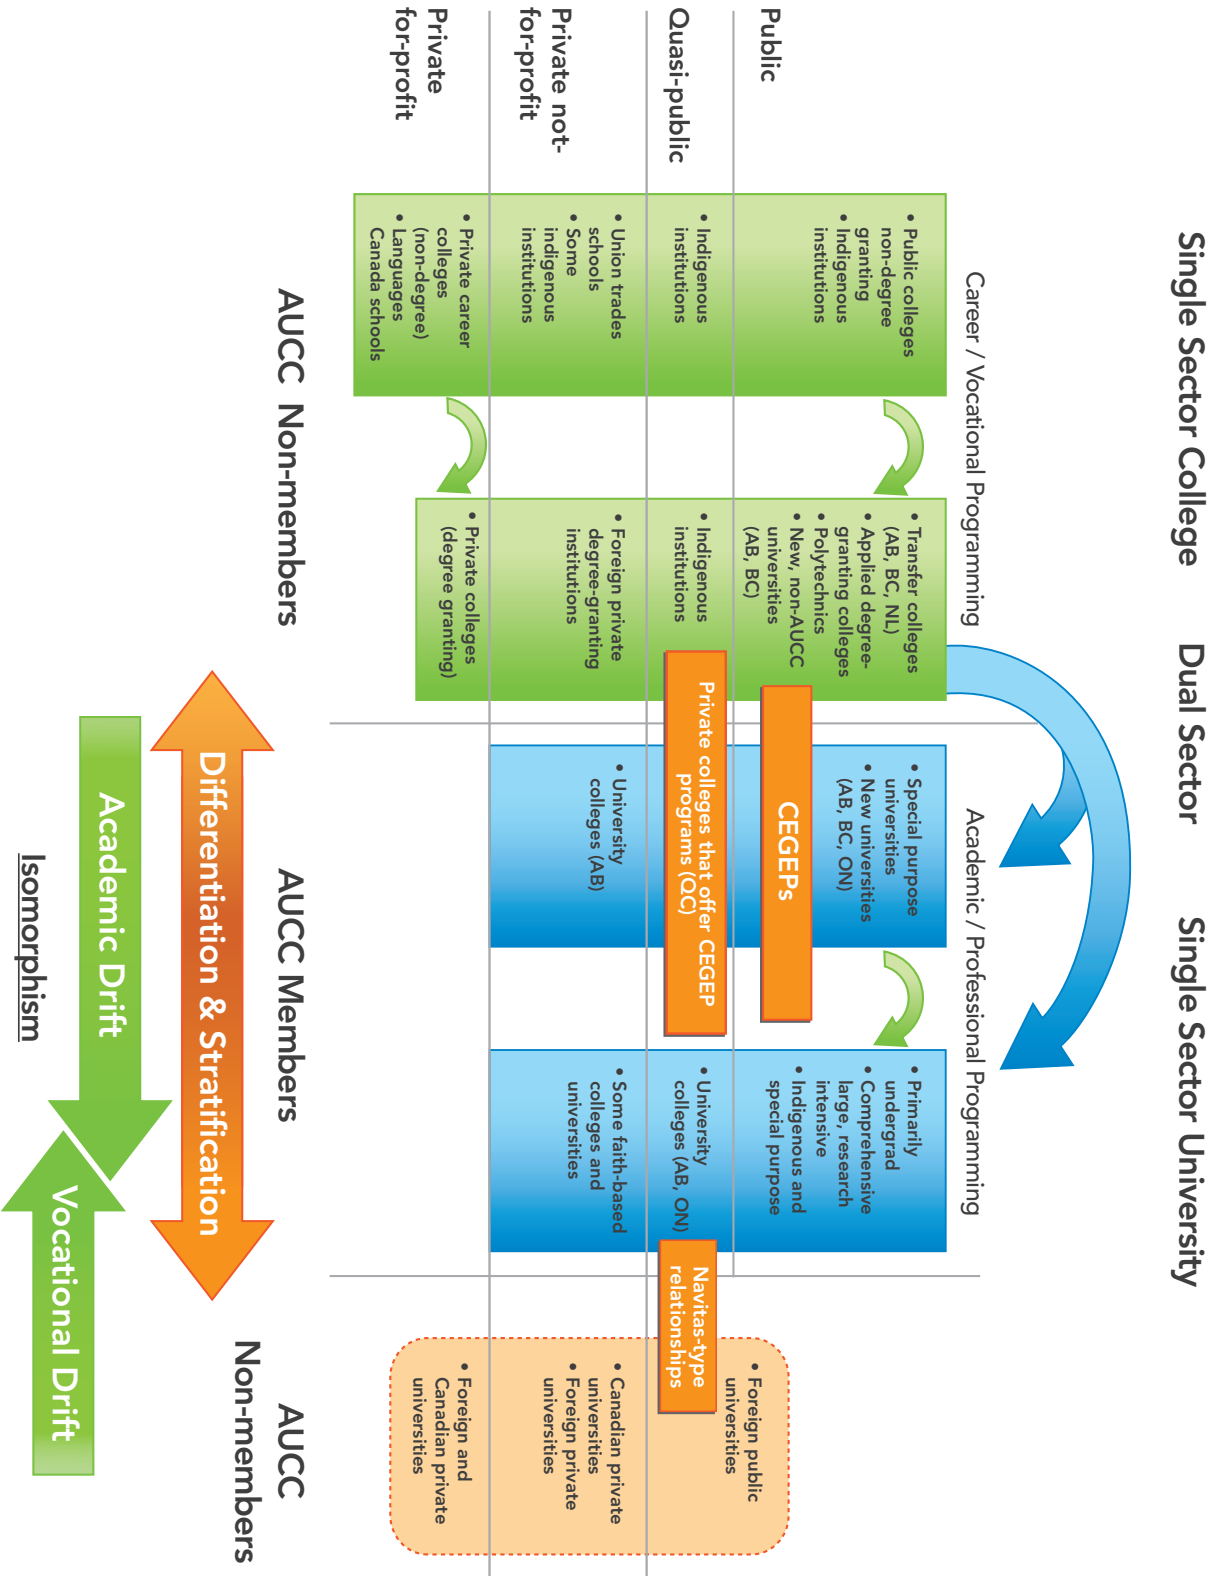 Single Sector College
Dual Sector
Single Sector University
Career / Vocational Programming
Academic / Professional Programming
Public
• Public colleges
non-degree
granting
• Indigenous
institutions
• Transfer colleges
(AB, BC, NL)
• Applied degree-
granting colleges
• Polytechnics
• New, non-AUCC
universities
(AB, BC)
• Special purpose
universities
• New universities
(AB, BC, ON)
CEGEPs
• Primarily
undergrad
• Comprehensive
large, research
intensive
• Indigenous and
special purpose
• Foreign public
universities
Quasi-public
• Indigenous
institutions
• Indigenous
institutions
Private colleges that offer CEGEP
programs (QC)
• University
colleges (AB, ON)
Navitas-type
relationships
Private not-
for-profit
• Union trades
schools
• Some
indigenous
institutions
• Foreign private
degree-granting
institutions
• University
colleges (AB)
• Some faith-based
colleges and
universities
• Canadian private
universities
• Foreign private
universities
Private
for-profit
• Private career
colleges
(non-degree)
• Languages
Canada schools
• Private colleges
(degree granting)
• Foreign and
Canadian private
universities
AUCC Non-members
AUCC Members
AUCC
Non-members
Differentiation & Stratification
Academic Drift
Vocational Drift
Isomorphism